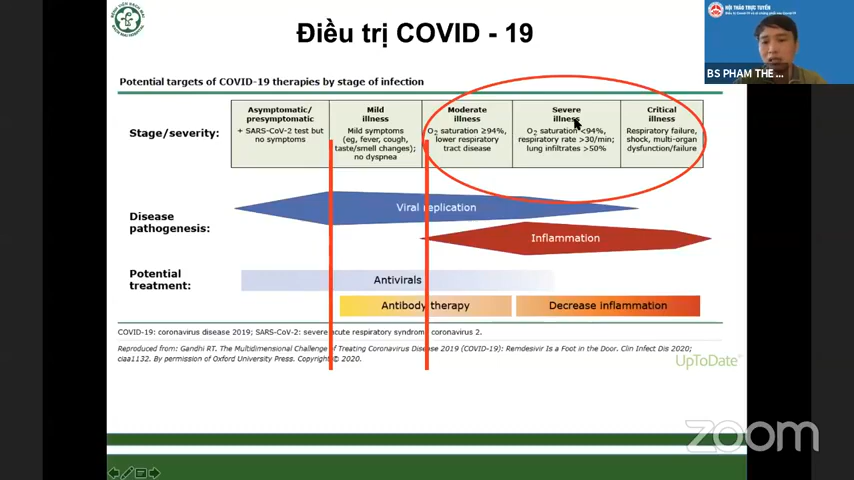 Điều trị COVID - 19
HỘI THẢO TRỰC TUYẾN
BS PHAM THE ...
Potential targets of COVID-19 therapies by stage of infection
Stage/severity:
Asymptomatic/
presymptomatic
+ SARS-CoV-2 test but
no symptoms
Mild
illness
Mild symptoms
(eg, fever, cough,
taste/smell changes);
no dyspnea
Moderate
illness
O2 saturation ≥94%,
lower respiratory
tract disease
Severe
illness
O2 saturation <94%,
respiratory rate >30/min;
lung infiltrates >50%
Critical
illness
Respiratory failure,
shock, multi-organ
dysfunction/failure
Disease
pathogenesis:
Viral replication
Inflammation
Potential
treatment:
Antivirals
Antibody therapy
Decrease inflammation
COVID-19: coronavirus disease 2019; SARS-CoV-2: severe acute respiratory syndrome coronavirus 2.
Reproduced from: Gandhi RT. The Multidimensional Challenge of Treating Coronavirus Disease 2019 (COVID-19): Remdesivir Is a Foot in the Door. Clin Infect Dis 2020;
ciaa1132. By permission of Oxford University Press. Copyright © 2020.
UpToDate
zoom